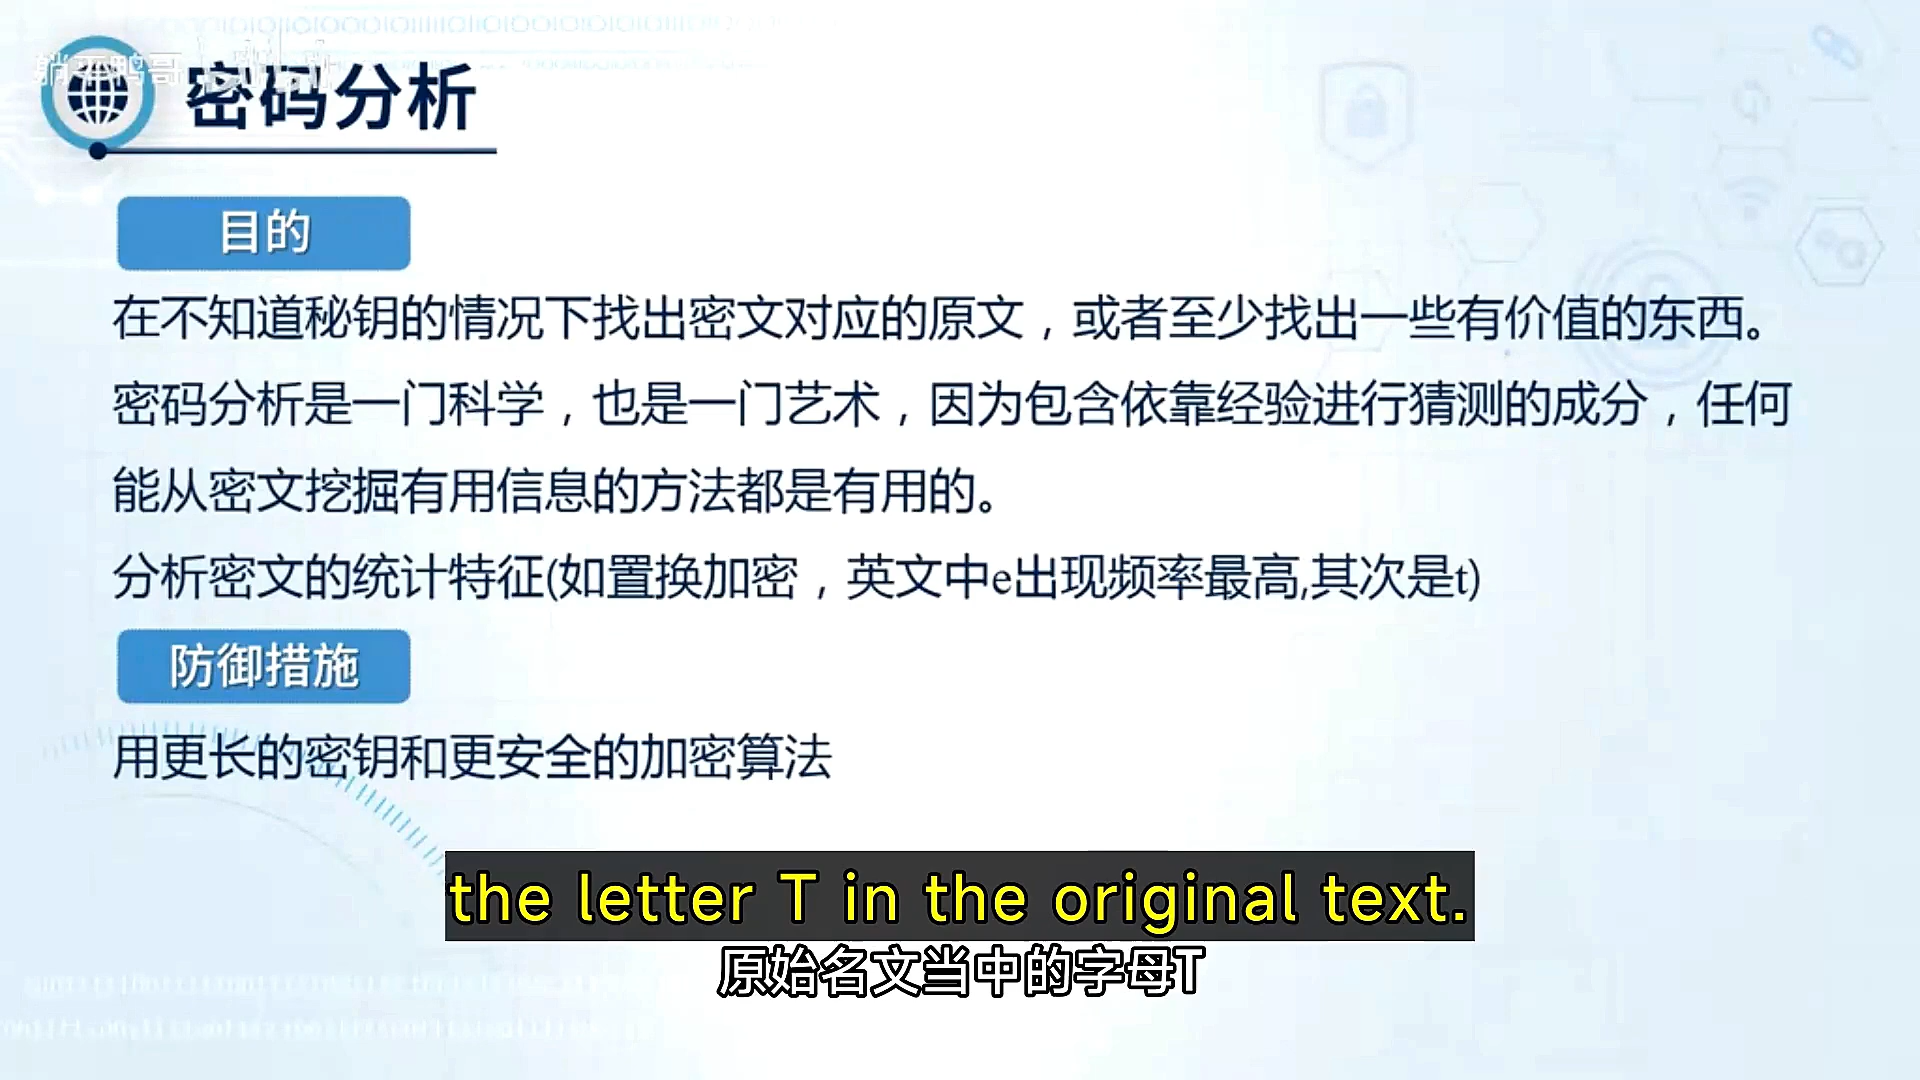 躺平鸭哥
密码分析
目的
在不知道秘钥的情况下找出密文对应的原文，或者至少找出一些有价值的东西。
密码分析是一门科学，也是一门艺术，因为包含依靠经验进行猜测的成分，任何
能从密文挖掘有用信息的方法都是有用的。
分析密文的统计特征(如置换加密，英文中e出现频率最高,其次是t)
防御措施
用更长的密钥和更安全的加密算法
the letter T in the original text.
原始名文当中的字母T